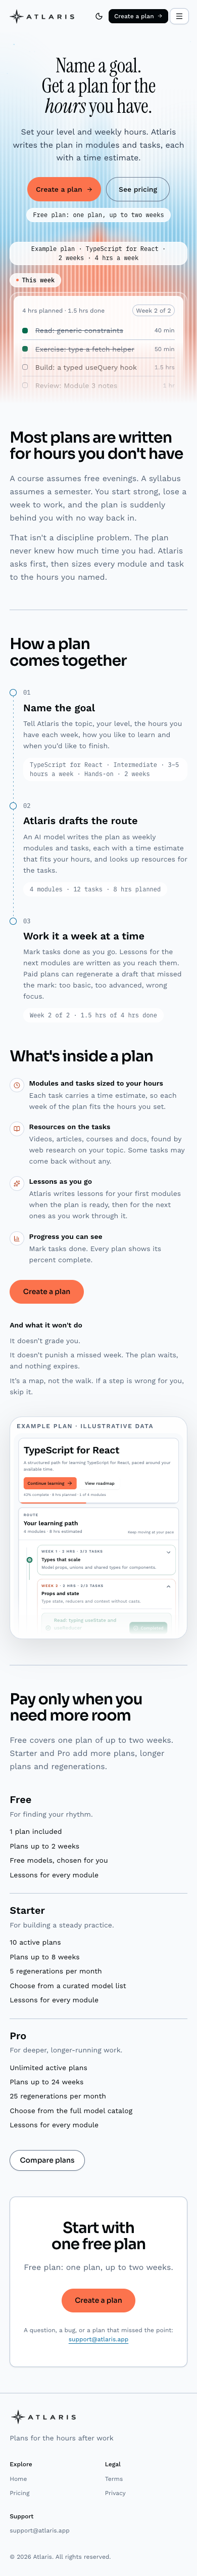 ATLARIS
Create a plan →
Name a goal.
Get a plan for the
hours you have.
Set your level and weekly hours. Atlaris
writes the plan in modules and tasks, each
with a time estimate.
Create a plan →
See pricing
Free plan: one plan, up to two weeks
Example plan · TypeScript for React ·
2 weeks · 4 hrs a week
This week
4 hrs planned · 1.5 hrs done
Week 2 of 2
Read: generic constraints
40 min
Exercise: type a fetch helper
50 min
Build: a typed useQuery hook
1.5 hrs
Review: Module 3 notes
1 hr
Most plans are written
for hours you don't have
A course assumes free evenings. A syllabus
assumes a semester. You start strong, lose a
week to work, and the plan is suddenly
behind you with no way back in.
That isn't a discipline problem. The plan
never knew how much time you had. Atlaris
asks first, then sizes every module and task
to the hours you named.
How a plan
comes together
01
Name the goal
Tell Atlaris the topic, your level, the hours you
have each week, how you like to learn and
when you'd like to finish.
TypeScript for React · Intermediate · 3–5
hours a week · Hands-on · 2 weeks
02
Atlaris drafts the route
An AI model writes the plan as weekly
modules and tasks, each with a time estimate
that fits your hours, and looks up resources for
the tasks.
4 modules · 12 tasks · 8 hrs planned
03
Work it a week at a time
Mark tasks done as you go. Lessons for the
next modules are written as you reach them.
Paid plans can regenerate a draft that missed
the mark: too basic, too advanced, wrong
focus.
Week 2 of 2 · 1.5 hrs of 4 hrs done
What's inside a plan
Modules and tasks sized to your hours
Each task carries a time estimate, so each
week of the plan fits the hours you set.
Resources on the tasks
Videos, articles, courses and docs, found by
web research on your topic. Some tasks may
come back without any.
Lessons as you go
Atlaris writes lessons for your first modules
when the plan is ready, then for the next
ones as you work through it.
Progress you can see
Mark tasks done. Every plan shows its
percent complete.
Create a plan
And what it won't do
It doesn't grade you.
It doesn't punish a missed week. The plan waits,
and nothing expires.
It's a map, not the walk. If a step is wrong for you,
skip it.
EXAMPLE PLAN · ILLUSTRATIVE DATA
TypeScript for React
A structured path for learning TypeScript for React, paced around your
available time.
Continue learning →
View roadmap
ROUTE
Your learning path
4 modules · 8 hrs estimated
Keep moving at your pace
WEEK 1 · 2 HRS · 3/3 TASKS
Types that scale
Model props, unions and shared types for components.
WEEK 2 · 2 HRS · 2/3 TASKS
Props and state
Type state, reducers and context without casts.
Pay only when you
need more room
Free covers one plan of up to two weeks.
Starter and Pro add more plans, longer
plans and regenerations.
Free
For finding your rhythm.
1 plan included
Plans up to 2 weeks
Free models, chosen for you
Lessons for every module
Starter
For building a steady practice.
10 active plans
Plans up to 8 weeks
5 regenerations per month
Choose from a curated model list
Lessons for every module
Pro
For deeper, longer-running work.
Unlimited active plans
Plans up to 24 weeks
25 regenerations per month
Choose from the full model catalog
Lessons for every module
Compare plans
Start with
one free plan
Free plan: one plan, up to two weeks.
Create a plan
A question, a bug, or a plan that missed the point:
support@atlaris.app
ATLARIS
Plans for the hours after work
Explore
Legal
Home
Terms
Pricing
Privacy
Support
support@atlaris.app
© 2026 Atlaris. All rights reserved.